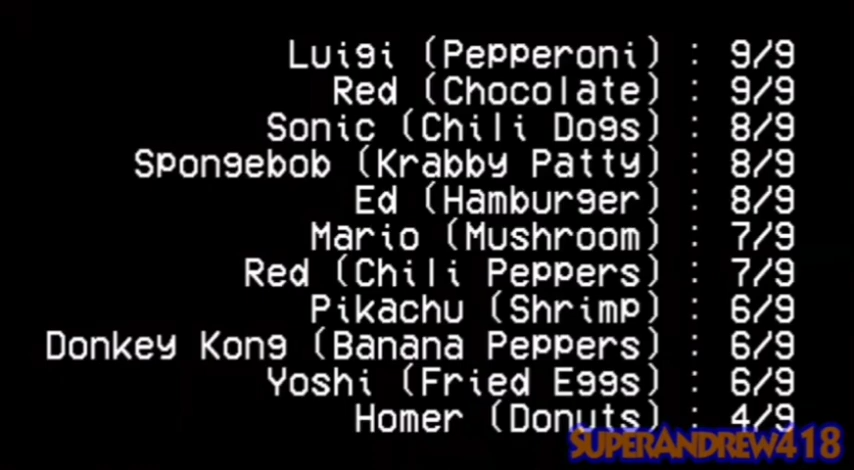 Luigi (Pepperoni) : 9/9
Red (Chocolate) : 9/9
Sonic (Chili Dogs) : 8/9
Spongebob (Krabby Patty) : 8/9
Ed (Hamburger) : 8/9
Mario (Mushroom) : 7/9
Red (Chili Peppers) : 7/9
Pikachu (Shrimp) : 6/9
Donkey Kong (Banana Peppers) : 6/9
Yoshi (Fried Eggs) : 6/9
Homer (Donuts) : 4/9
SUPERANDREW418